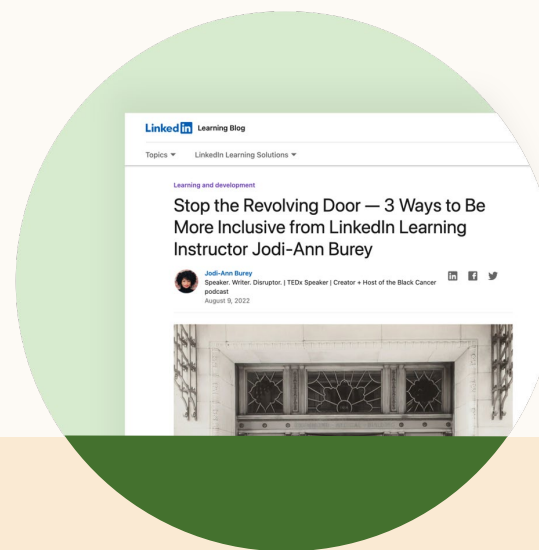 Linked in Learning Blog
Topics LinkedIn Learning Solutions
Learning and development
Stop the Revolving Door — 3 Ways to Be
More Inclusive from LinkedIn Learning
Instructor Jodi-Ann Burey
Jodi-Ann Burey
Speaker. Writer. Disruptor. | TEDx Speaker | Creator + Host of the Black Cancer
podcast
August 9, 2022